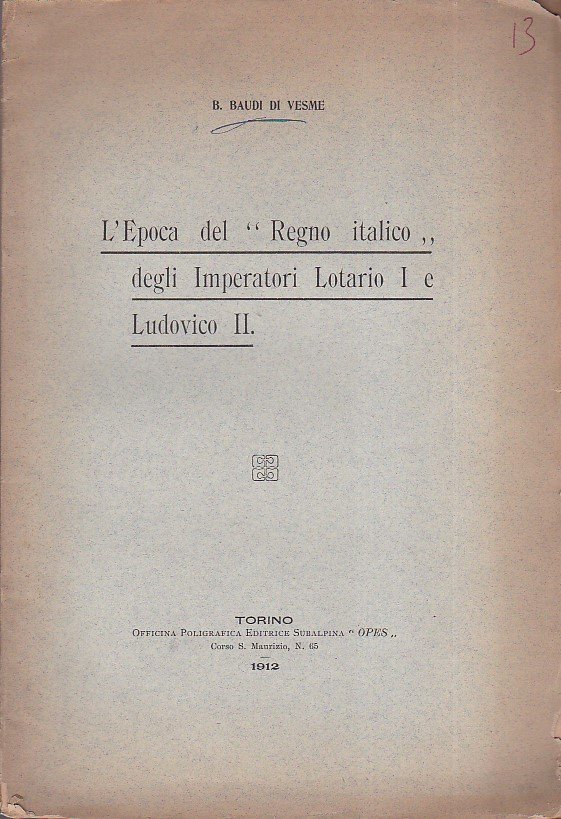 13
B. BAUDI DI VESME
L'Epoca del “ Regno italico „
degli Imperatori Lotario I e
Ludovico II.
TORINO
OFFICINA POLIGRAFICA EDITRICE SUBALPINA “ OPES „
Corso S. Maurizio, N. 65
1912